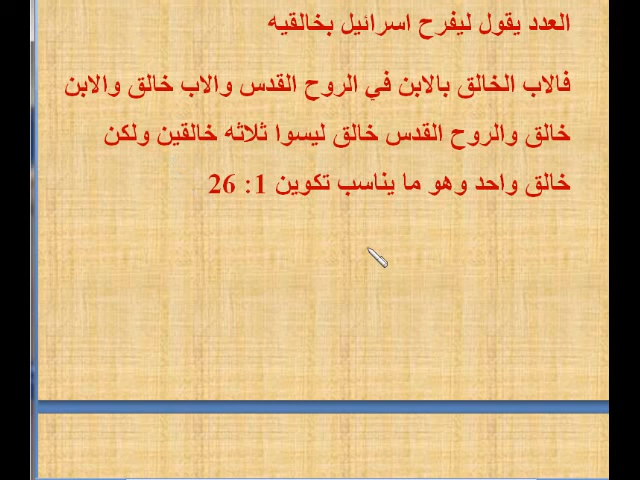 العدد يقول ليفرح اسرائيل بخالقيه
فالاب الخالق بالابن في الروح القدس والاب خالق والابن
خالق والروح القدس خالق ليسوا ثلاثه خالقين ولكن
خالق واحد وهو ما يناسب تكوين 1: 26